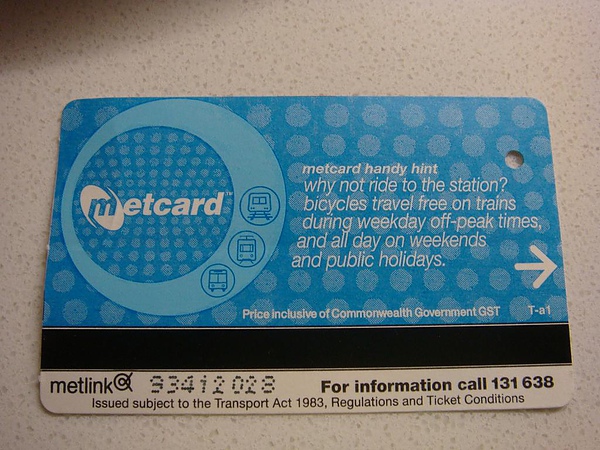 metcard™
metcard handy hint
why not ride to the station?
bicycles travel free on trains
during weekday off-peak times,
and all day on weekends
and public holidays.
Price inclusive of Commonwealth Government GST T-a1
metlink 93412028 For information call 131 638
Issued subject to the Transport Act 1983, Regulations and Ticket Conditions